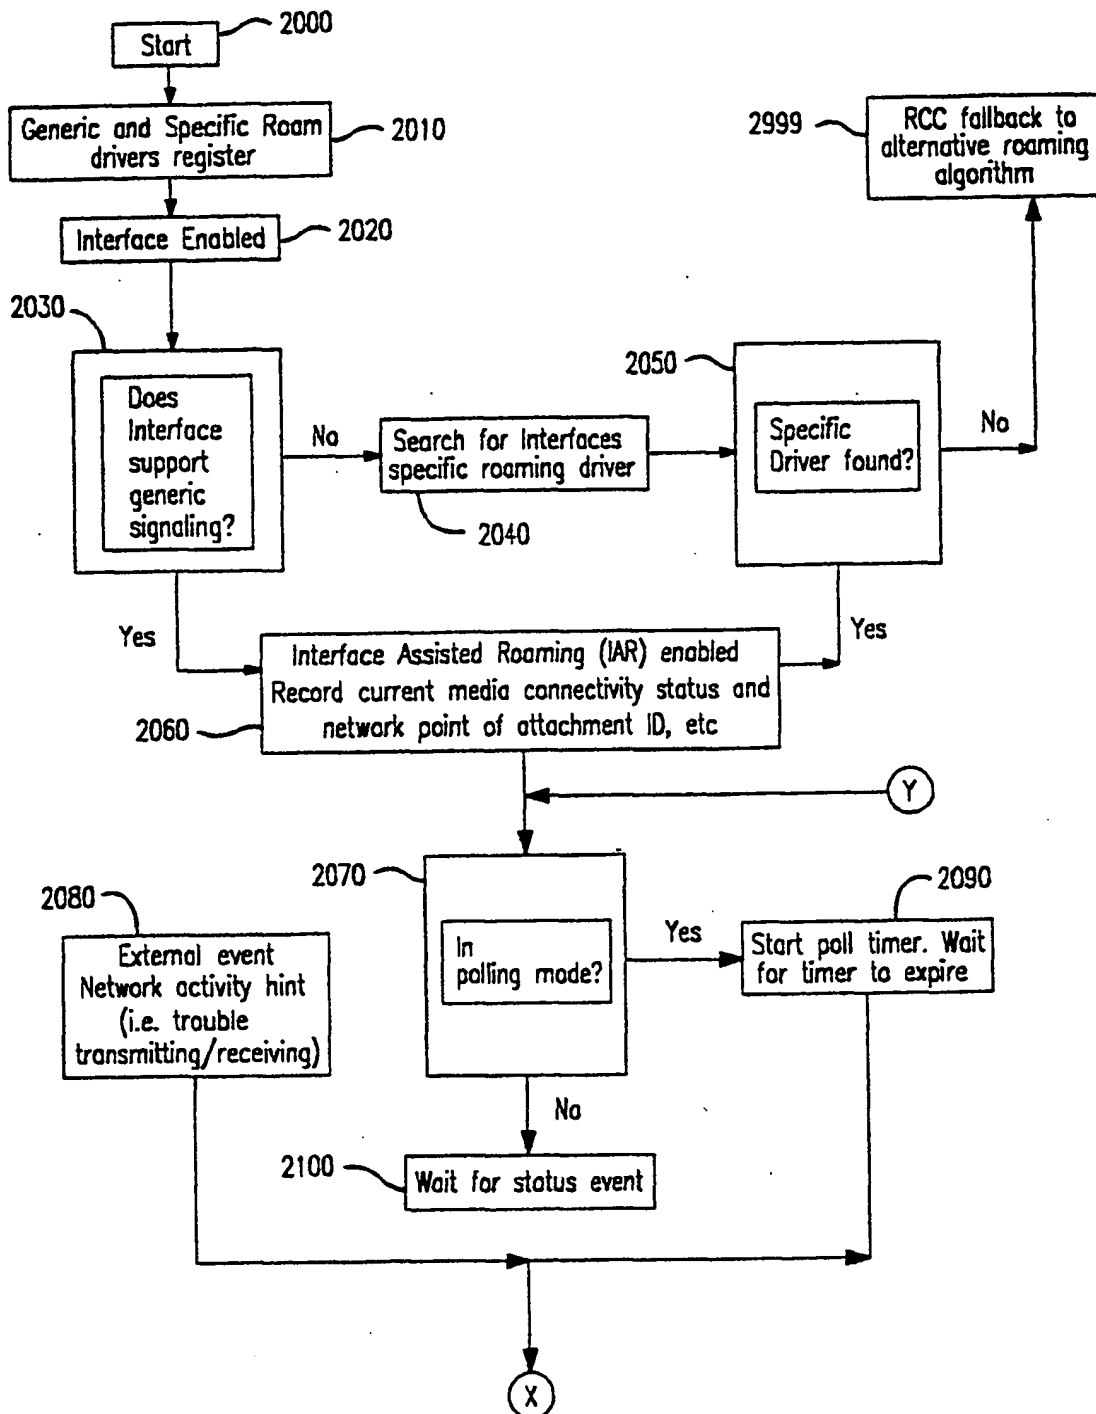 Start
2000
Generic and Specific Roam
drivers register
2010
2999
RCC fallback to
alternative roaming
algorithm
Interface Enabled
2020
2030
Does
Interface
support
generic
signaling?
No
Search for Interfaces
specific roaming driver
2040
2050
Specific
Driver found?
No
Yes
Yes
Interface Assisted Roaming (IAR) enabled
Record current media connectivity status and
network point of attachment ID, etc
2060
Y
2070
In
polling mode?
Yes
2090
Start poll timer. Wait
for timer to expire
2080
External event
Network activity hint
(i.e. trouble
transmitting/receiving)
No
2100
Wait for status event
X